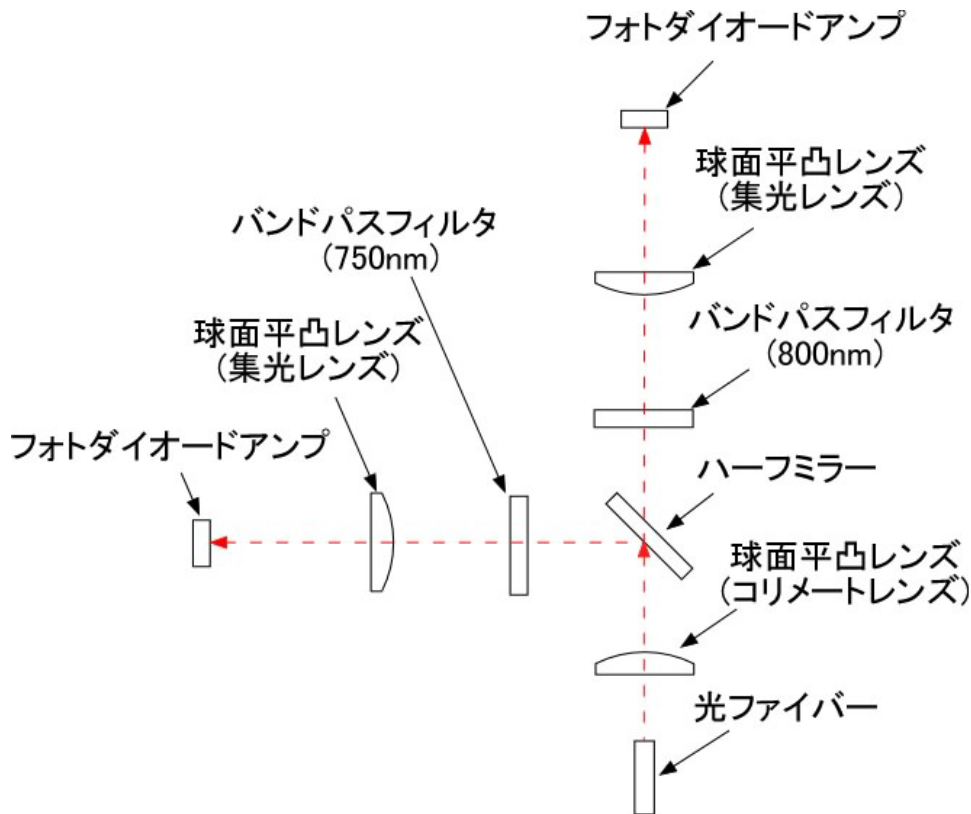 フォトダイオードアンプ
球面平凸レンズ
(集光レンズ)
バンドパスフィルタ
(750nm)
球面平凸レンズ
(集光レンズ)
バンドパスフィルタ
(800nm)
フォトダイオードアンプ
ハーフミラー
球面平凸レンズ
(コリメートレンズ)
光ファイバー